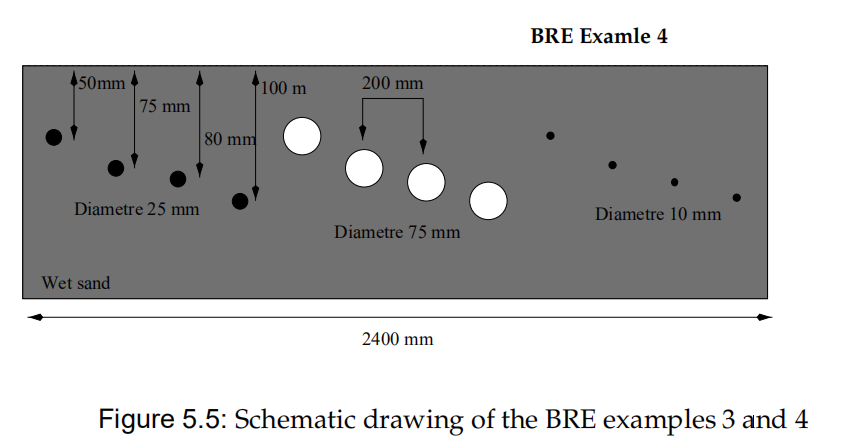 BRE Examle 4
50mm
75 mm
80 mm
100 m
200 mm
Diametre 25 mm
Diametre 75 mm
Diametre 10 mm
Wet sand
2400 mm
Figure 5.5: Schematic drawing of the BRE examples 3 and 4